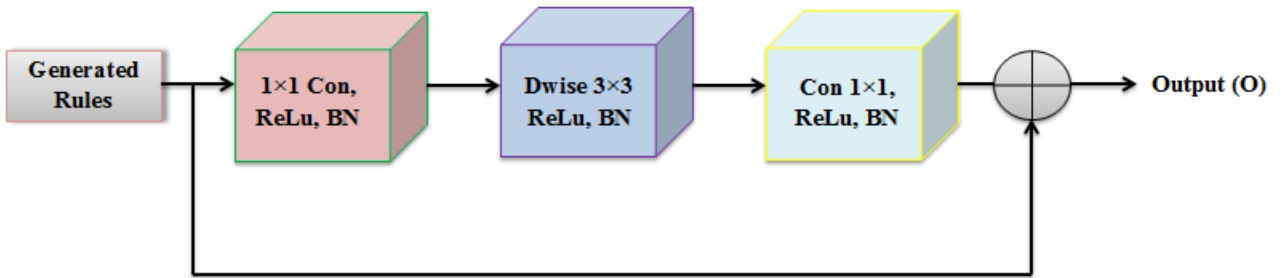 Generated
Rules
1×1 Con,
ReLu, BN
Dwise 3×3
ReLu, BN
Con 1×1,
ReLu, BN
Output (O)